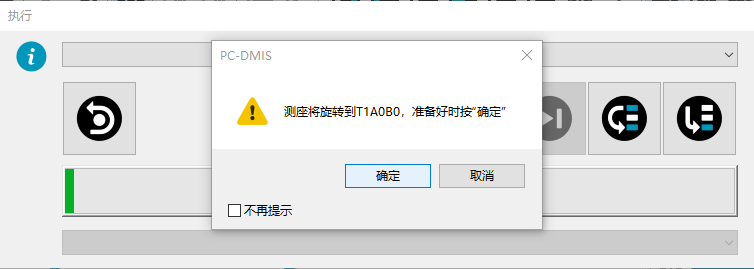 执行
PC-DMIS
测座将旋转到T1A0B0，准备好时按“确定”
确定
取消
不再提示